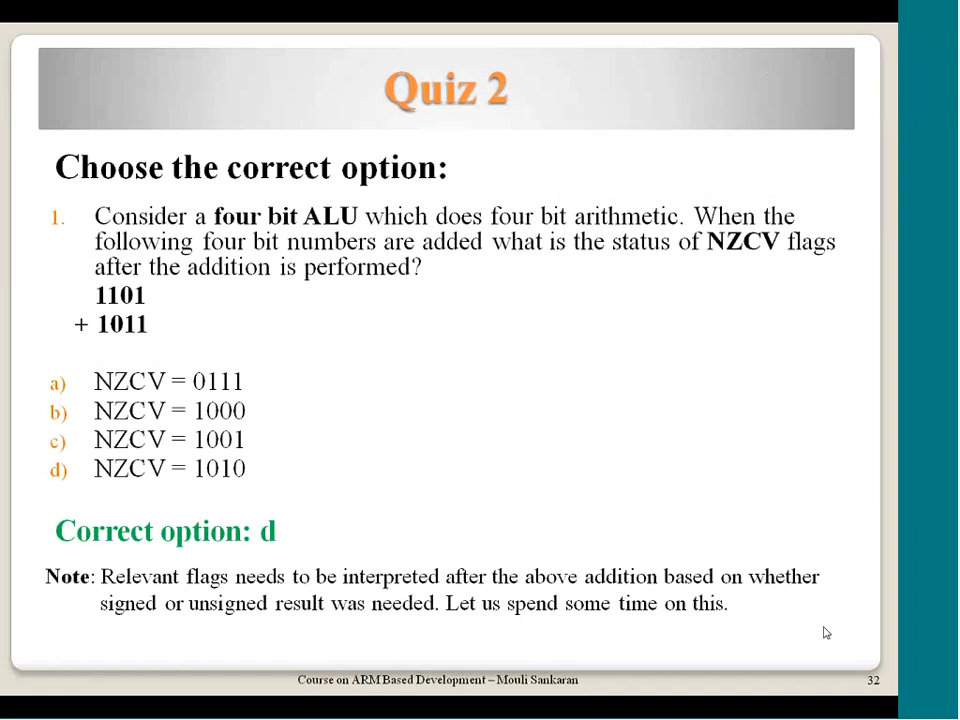 Quiz 2
Choose the correct option:
1. Consider a four bit ALU which does four bit arithmetic. When the
following four bit numbers are added what is the status of NZCV flags
after the addition is performed?
1101
+ 1011
a) NZCV = 0111
b) NZCV = 1000
c) NZCV = 1001
d) NZCV = 1010
Correct option: d
Note: Relevant flags needs to be interpreted after the above addition based on whether
signed or unsigned result was needed. Let us spend some time on this.
Course on ARM Based Development – Mouli Sankaran 32